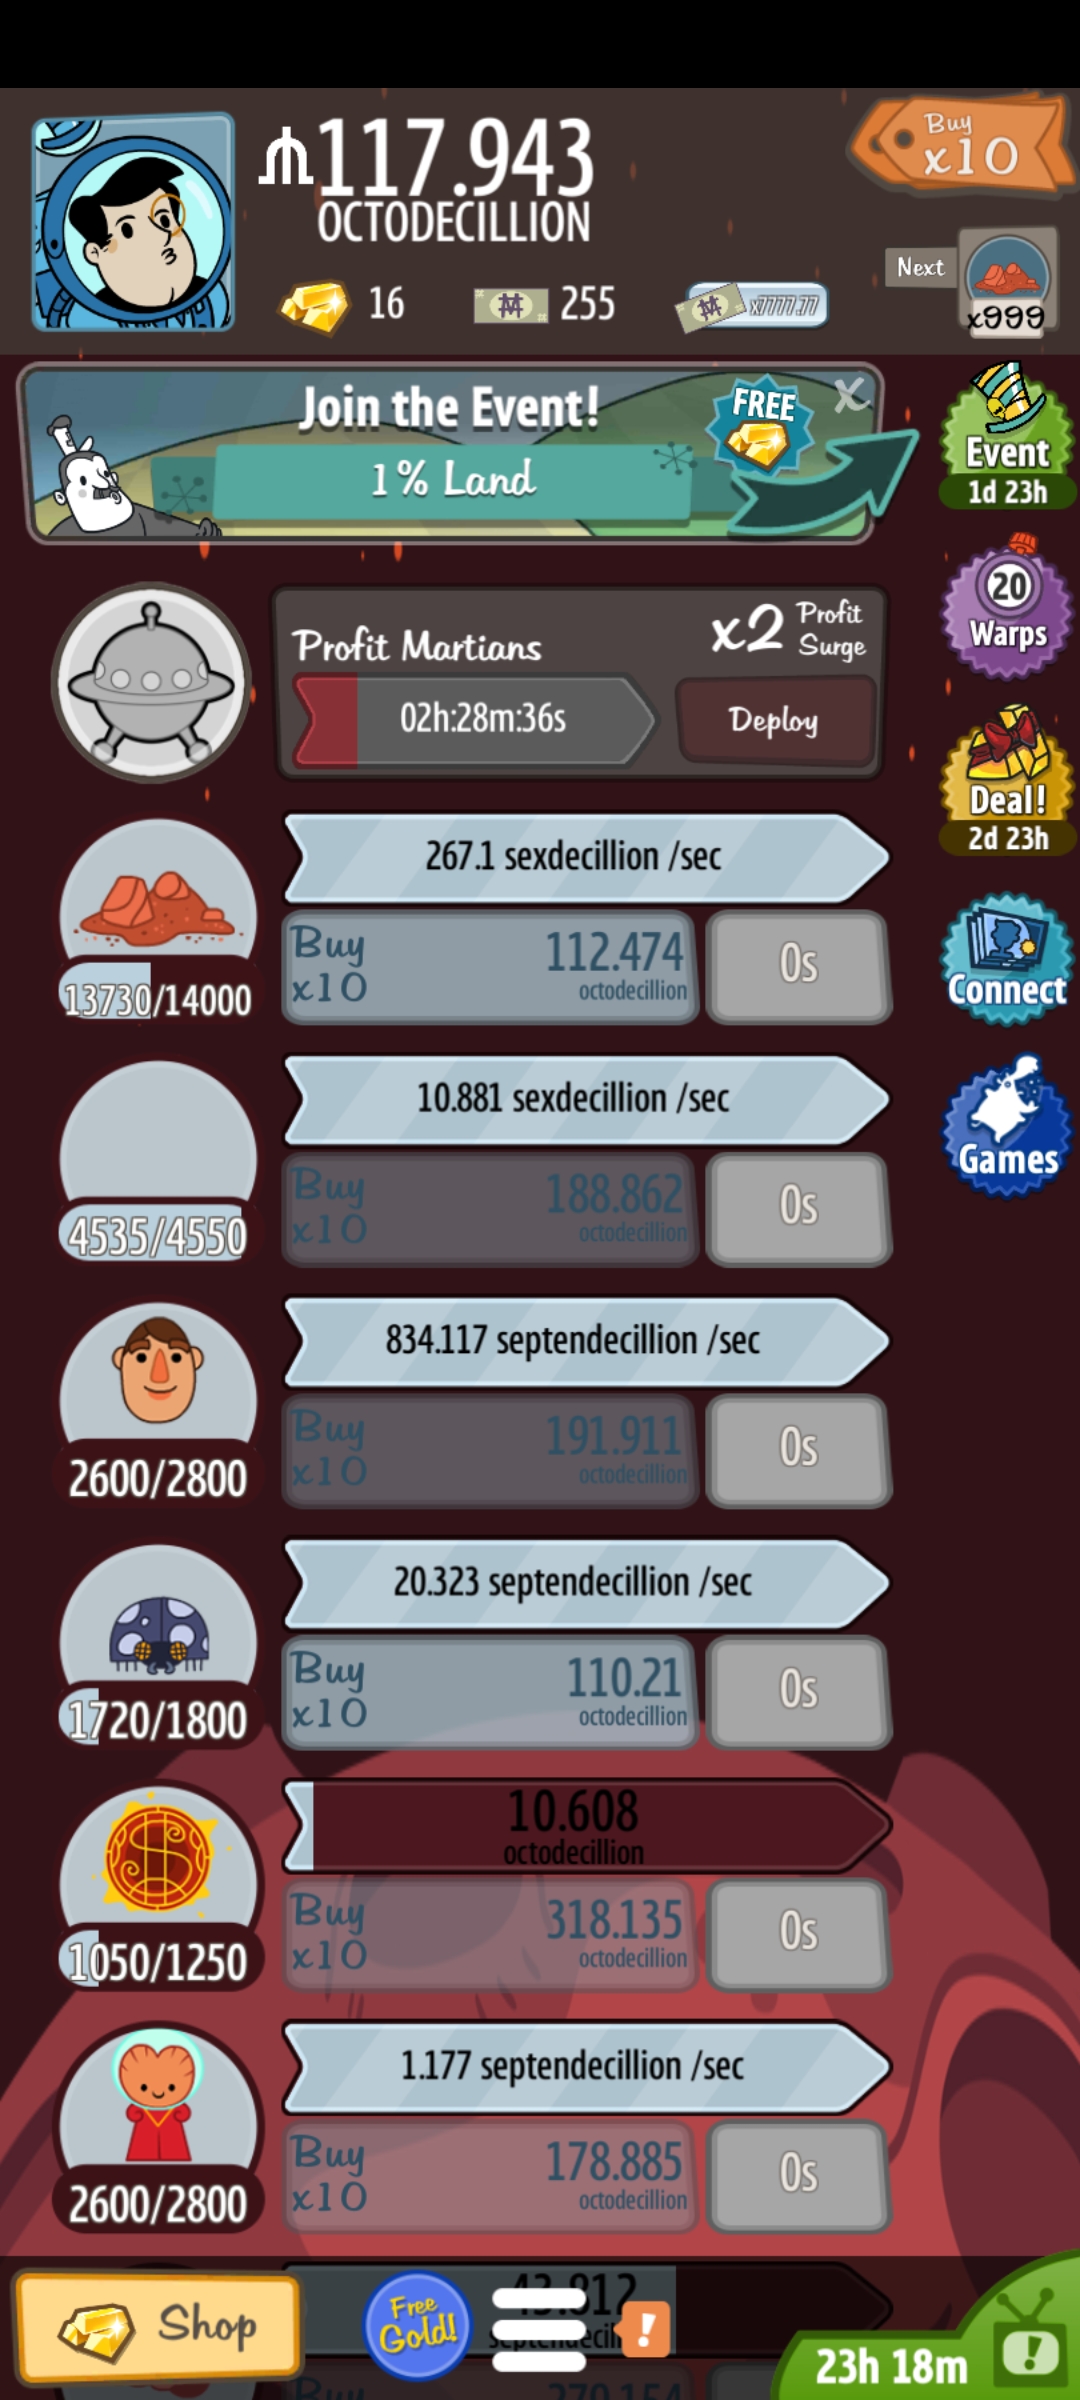 117.943
OCTODECILLION
Buy
x10
16
255
x7777.77
Next
x999
Join the Event!
FREE
X
1% Land
Event
1d 23h
20
Warps
Profit Martians
x2 Profit Surge
02h:28m:36s
Deploy
Deal!
2d 23h
267.1 sexdecillion /sec
Buy
x10
112.474
octodecillion
0s
13730/14000
Connect
10.881 sexdecillion /sec
Buy
x10
188.862
octodecillion
0s
4535/4550
Games
834.117 septendecillion /sec
Buy
x10
191.911
octodecillion
0s
2600/2800
20.323 septendecillion /sec
Buy
x10
110.21
octodecillion
0s
1720/1800
10.608
octodecillion
Buy
x10
318.135
octodecillion
0s
1050/1250
1.177 septendecillion /sec
Buy
x10
178.885
octodecillion
0s
2600/2800
Shop
Free
Gold!
43.812
!
23h 18m
!
Buy